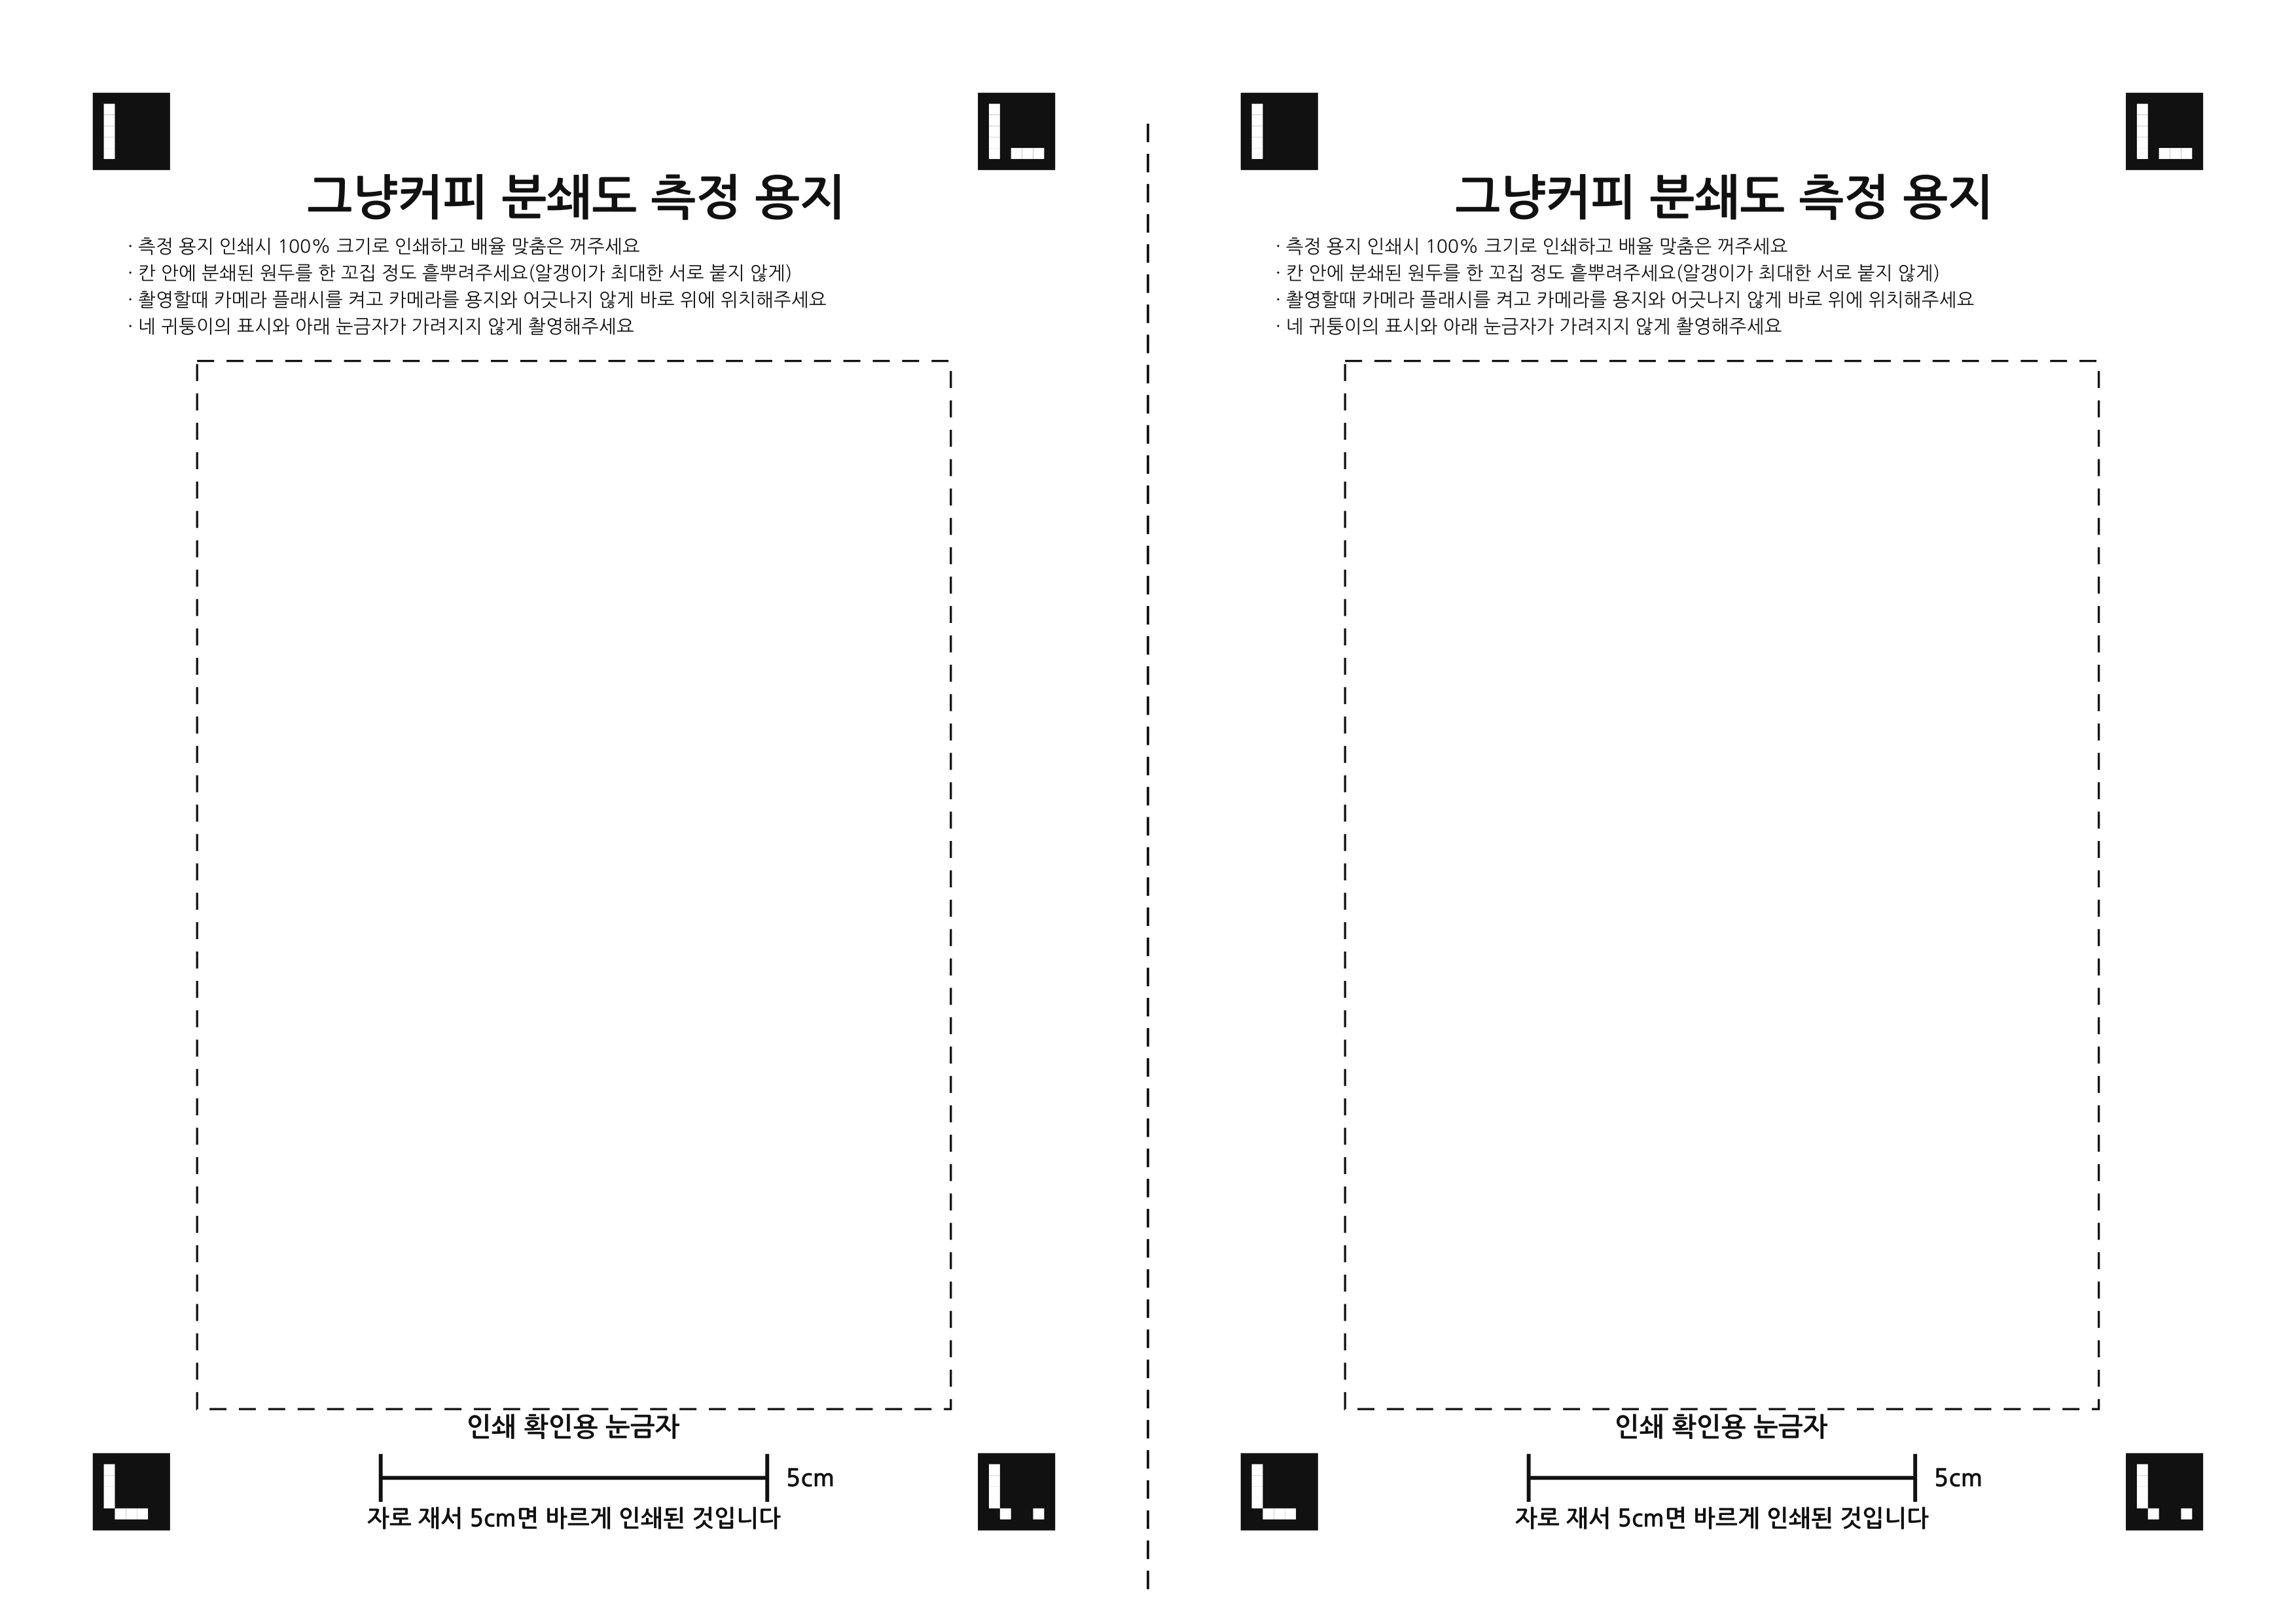 그냥커피 분쇄도 측정 용지
· 측정 용지 인쇄시 100% 크기로 인쇄하고 배율 맞춤은 꺼주세요
· 칸 안에 분쇄된 원두를 한 꼬집 정도 흩뿌려주세요(알갱이가 최대한 서로 붙지 않게)
· 촬영할때 카메라 플래시를 켜고 카메라를 용지와 어긋나지 않게 바로 위에 위치해주세요
· 네 귀퉁이의 표시와 아래 눈금자가 가려지지 않게 촬영해주세요
인쇄 확인용 눈금자
5cm
자로 재서 5cm면 바르게 인쇄된 것입니다
그냥커피 분쇄도 측정 용지
· 측정 용지 인쇄시 100% 크기로 인쇄하고 배율 맞춤은 꺼주세요
· 칸 안에 분쇄된 원두를 한 꼬집 정도 흩뿌려주세요(알갱이가 최대한 서로 붙지 않게)
· 촬영할때 카메라 플래시를 켜고 카메라를 용지와 어긋나지 않게 바로 위에 위치해주세요
· 네 귀퉁이의 표시와 아래 눈금자가 가려지지 않게 촬영해주세요
인쇄 확인용 눈금자
5cm
자로 재서 5cm면 바르게 인쇄된 것입니다